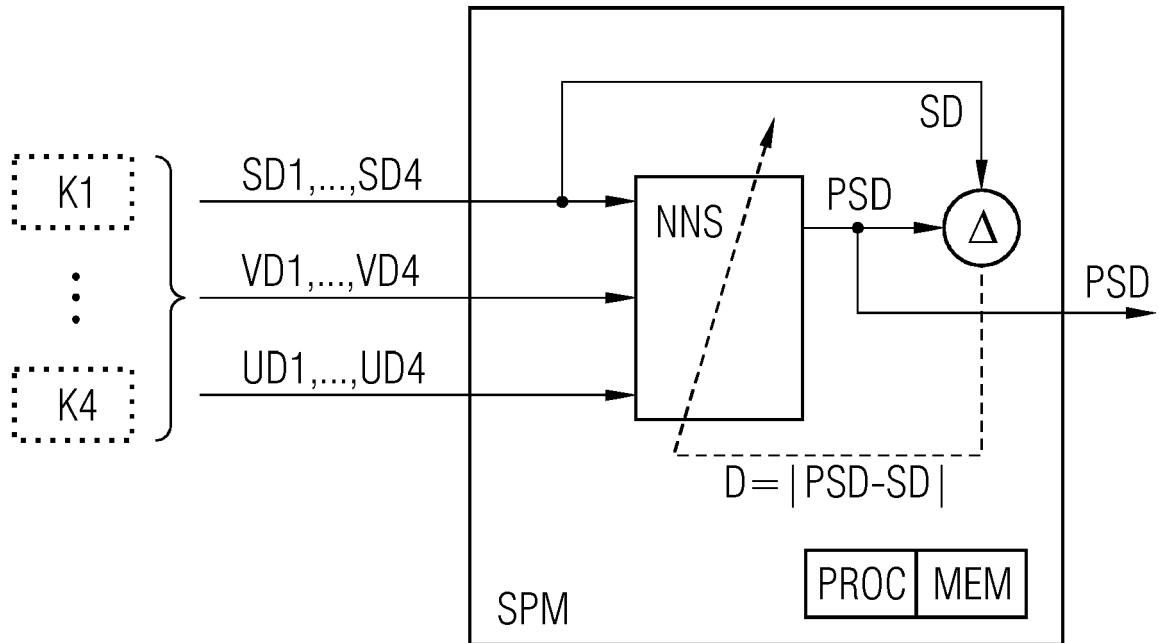 SD
K1
SD1,...,SD4
NNS
PSD
Δ
VD1,...,VD4
PSD
K4
UD1,...,UD4
D=|PSD-SD|
PROC MEM
SPM